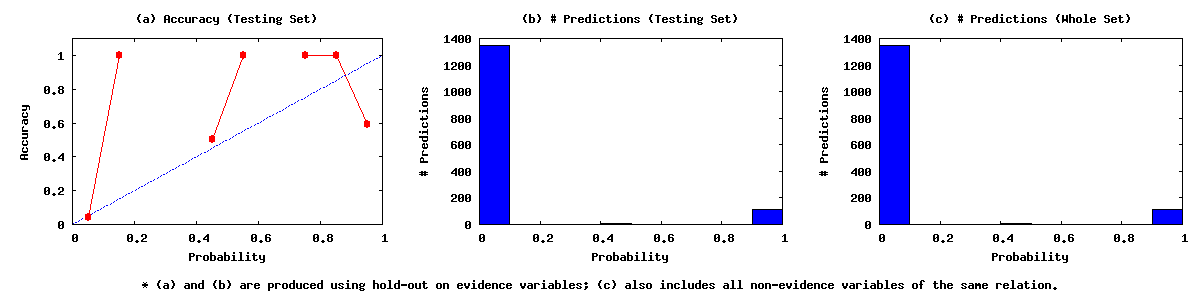 (a) Accuracy (Testing Set)
1
0.8
0.6
0.4
0.2
0
Accuracy
0 0.2 0.4 0.6 0.8 1
Probability
(b) # Predictions (Testing Set)
1400
1200
1000
800
600
400
200
0
# Predictions
0 0.2 0.4 0.6 0.8 1
Probability
(c) # Predictions (Whole Set)
1400
1200
1000
800
600
400
200
0
# Predictions
0 0.2 0.4 0.6 0.8 1
Probability
* (a) and (b) are produced using hold-out on evidence variables; (c) also includes all non-evidence variables of the same relation.